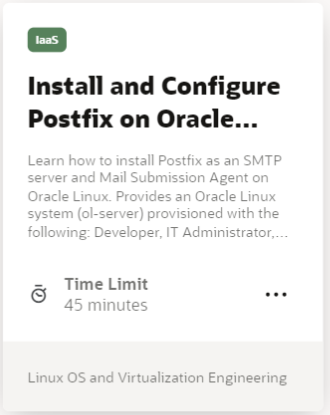 IaaS
Install and Configure
Postfix on Oracle...
Learn how to install Postfix as an SMTP
server and Mail Submission Agent on
Oracle Linux. Provides an Oracle Linux
system (ol-server) provisioned with the
following: Developer, IT Administrator,...
Time Limit
45 minutes
Linux OS and Virtualization Engineering